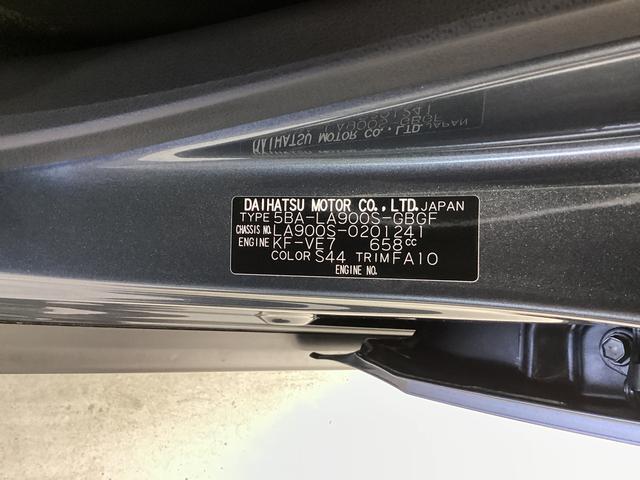 DAIHATSU MOTOR CO., LTD. JAPAN
TYPE 5BA-LA900S-GBGF
CHASSIS NO. LA900S-0201241
ENGINE KF-VE7 658cc
COLOR S44 TRIM FA10
ENGINE NO.